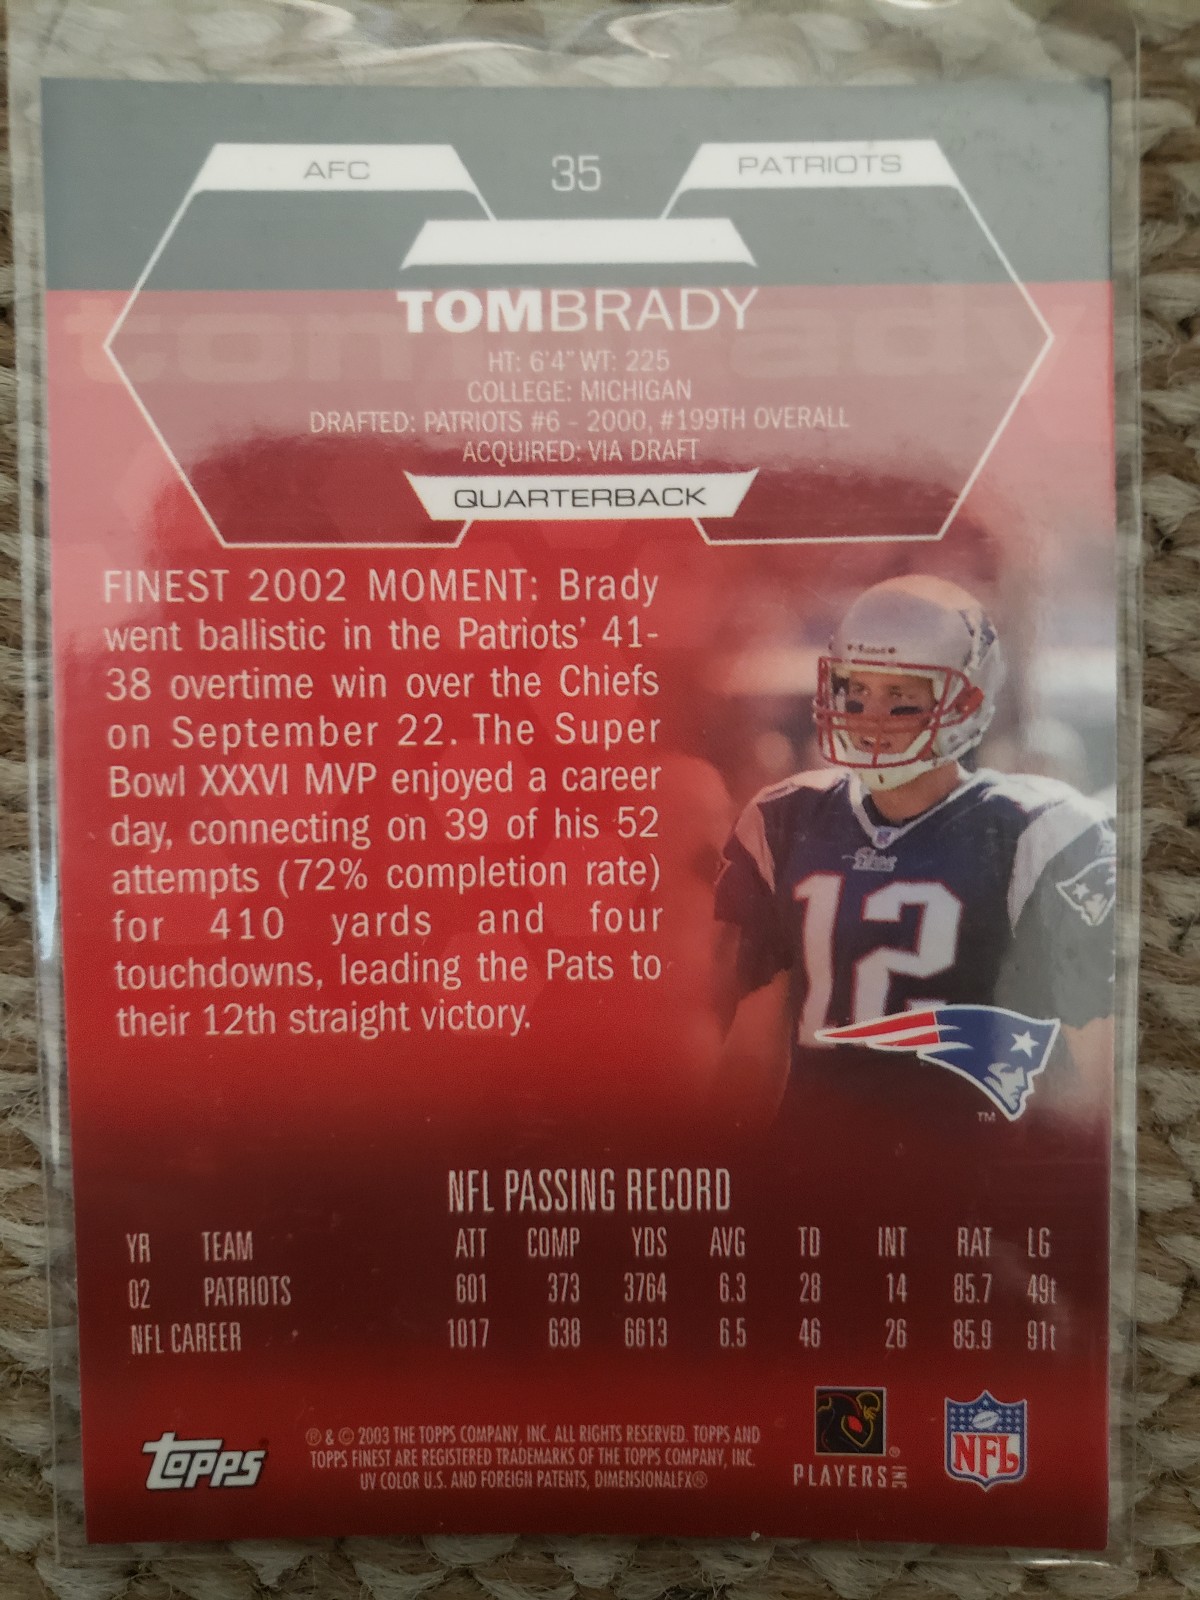 AFC 35 PATRIOTS
TOMBRADY
HT: 6'4" WT: 225
COLLEGE: MICHIGAN
DRAFTED: PATRIOTS #6 - 2000, #199TH OVERALL
ACQUIRED: VIA DRAFT
QUARTERBACK
FINEST 2002 MOMENT: Brady
went ballistic in the Patriots' 41-
38 overtime win over the Chiefs
on September 22. The Super
Bowl XXXVI MVP enjoyed a career
day, connecting on 39 of his 52
attempts (72% completion rate)
for 410 yards and four
touchdowns, leading the Pats to
their 12th straight victory.
Riddell
12
TM
NFL PASSING RECORD
YR TEAM ATT COMP YDS AVG TD INT RAT LG
02 PATRIOTS 601 373 3764 6.3 28 14 85.7 49t
NFL CAREER 1017 638 6613 6.5 46 26 85.9 91t
TOPPS
® & © 2003 THE TOPPS COMPANY, INC. ALL RIGHTS RESERVED. TOPPS AND
TOPPS FINEST ARE REGISTERED TRADEMARKS OF THE TOPPS COMPANY, INC.
UV COLOR U.S. AND FOREIGN PATENTS, DIMENSIONALFX®
PLAYERS INC ®
NFL